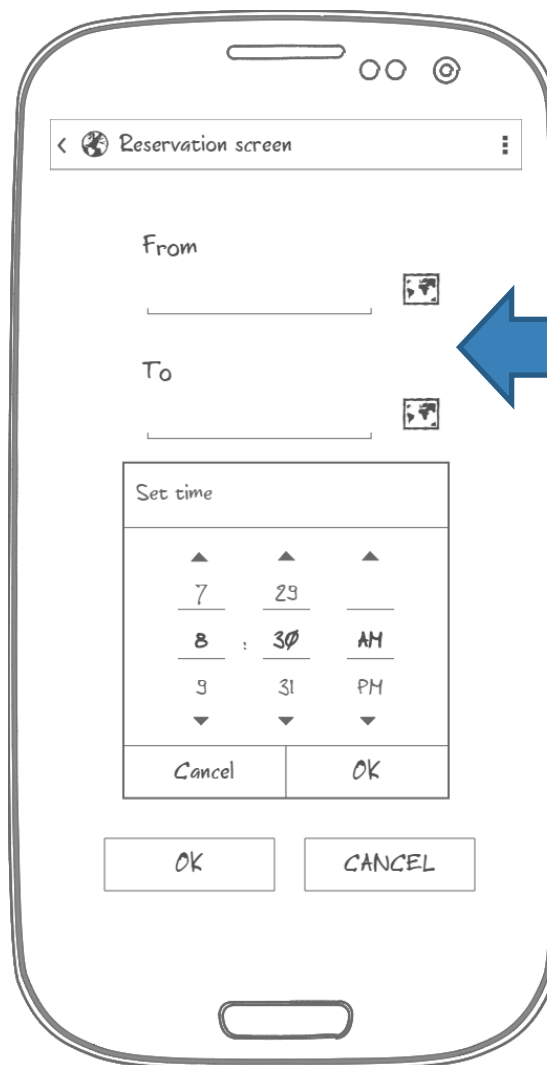 Reservation screen
From
To
Set time
7 29
8 : 30 AM
9 31 PM
Cancel OK
OK CANCEL